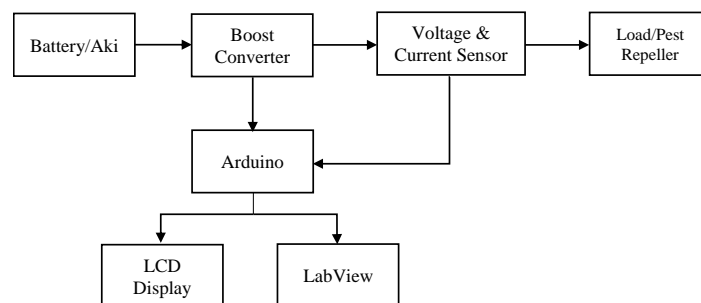 Battery/Aki
Boost
Converter
Voltage &
Current Sensor
Load/Pest
Repeller
Arduino
LCD
Display
LabView